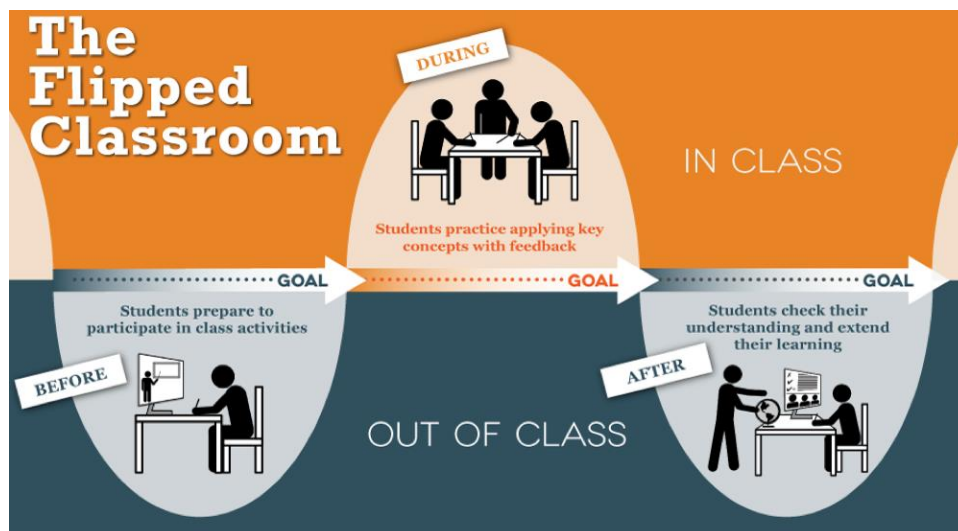 The
Flipped
Classroom
DURING
IN CLASS
Students practice applying key
concepts with feedback
GOAL
GOAL
GOAL
Students prepare to
participate in class activities
BEFORE
OUT OF CLASS
Students check their
understanding and extend
their learning
AFTER